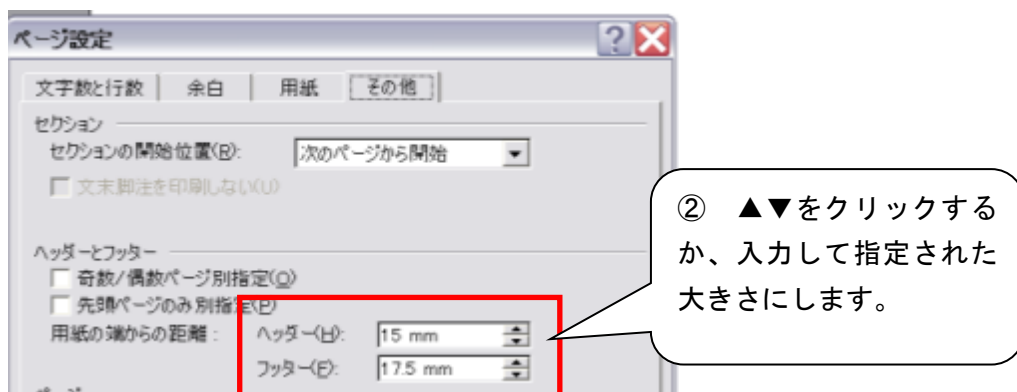 ページ設定
文字数と行数 余白 用紙 その他
セクション
セクションの開始位置(R): 次のページから開始
文末脚注を印刷しない(U)
ヘッダーとフッター
奇数/偶数ページ別指定(O)
先頭ページのみ別指定(P)
用紙の端からの距離: ヘッダー(H): 15 mm
フッター(F): 17.5 mm
② ▲▼をクリックする
か、入力して指定された
大きさにします。